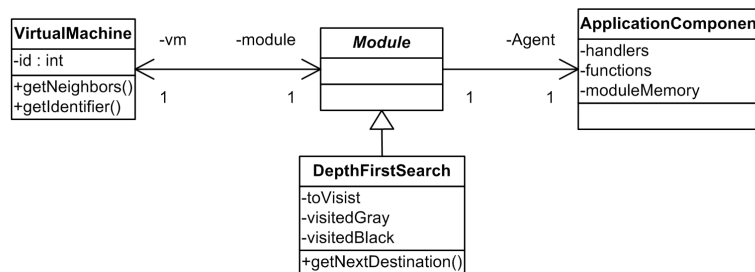 VirtualMachine
-id : int
+getNeighbors()
+getIdentifier()
-vm
-module
1
1
Module
-Agent
1
1
ApplicationComponent
-handlers
-functions
-moduleMemory
DepthFirstSearch
-toVisist
-visitedGray
-visitedBlack
+getNextDestination()